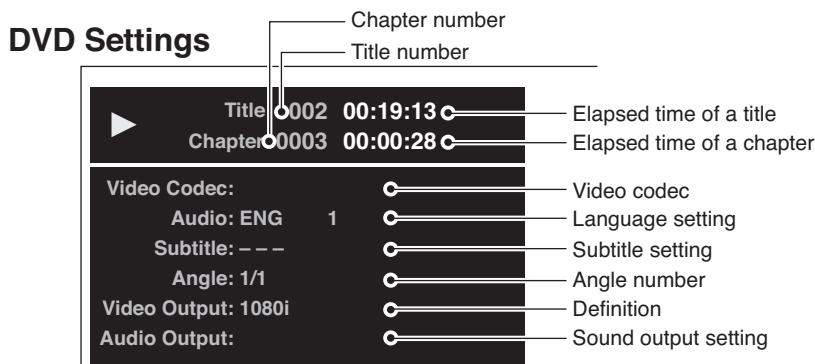 DVD Settings
Chapter number
Title number
Title 0002 00:19:13
Elapsed time of a title
Chapter 0003 00:00:28
Elapsed time of a chapter
Video Codec:
Video codec
Audio: ENG 1
Language setting
Subtitle: – – –
Subtitle setting
Angle: 1/1
Angle number
Video Output: 1080i
Definition
Audio Output:
Sound output setting